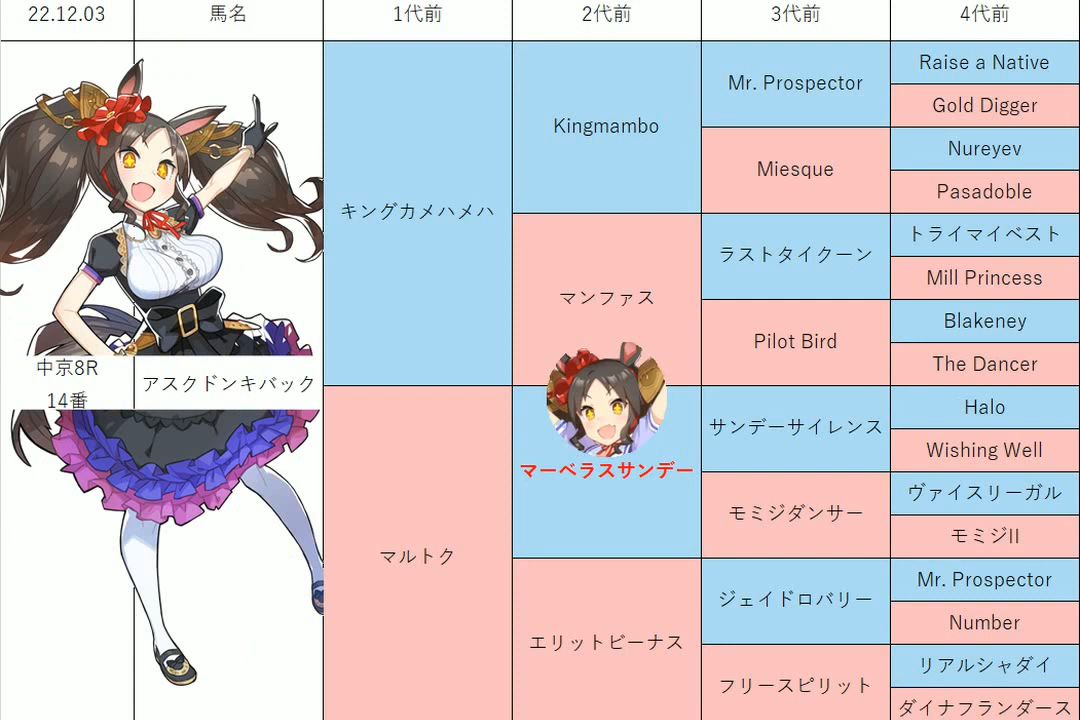 22.12.03 馬名 1代前 2代前 3代前 4代前
中京8R
14番
アスクドンキバック
キングカメハメハ
マルトク
Kingmambo
マンファス
マーベラスサンデー
エリットビーナス
Mr. Prospector
Miesque
ラストタイクーン
Pilot Bird
サンデーサイレンス
モミジダンサー
ジェイドロバリー
フリースピリット
Raise a Native
Gold Digger
Nureyev
Pasadoble
トライマイベスト
Mill Princess
Blakeney
The Dancer
Halo
Wishing Well
ヴァイスリーガル
モミジII
Mr. Prospector
Number
リアルシャダイ
ダイナフランダース